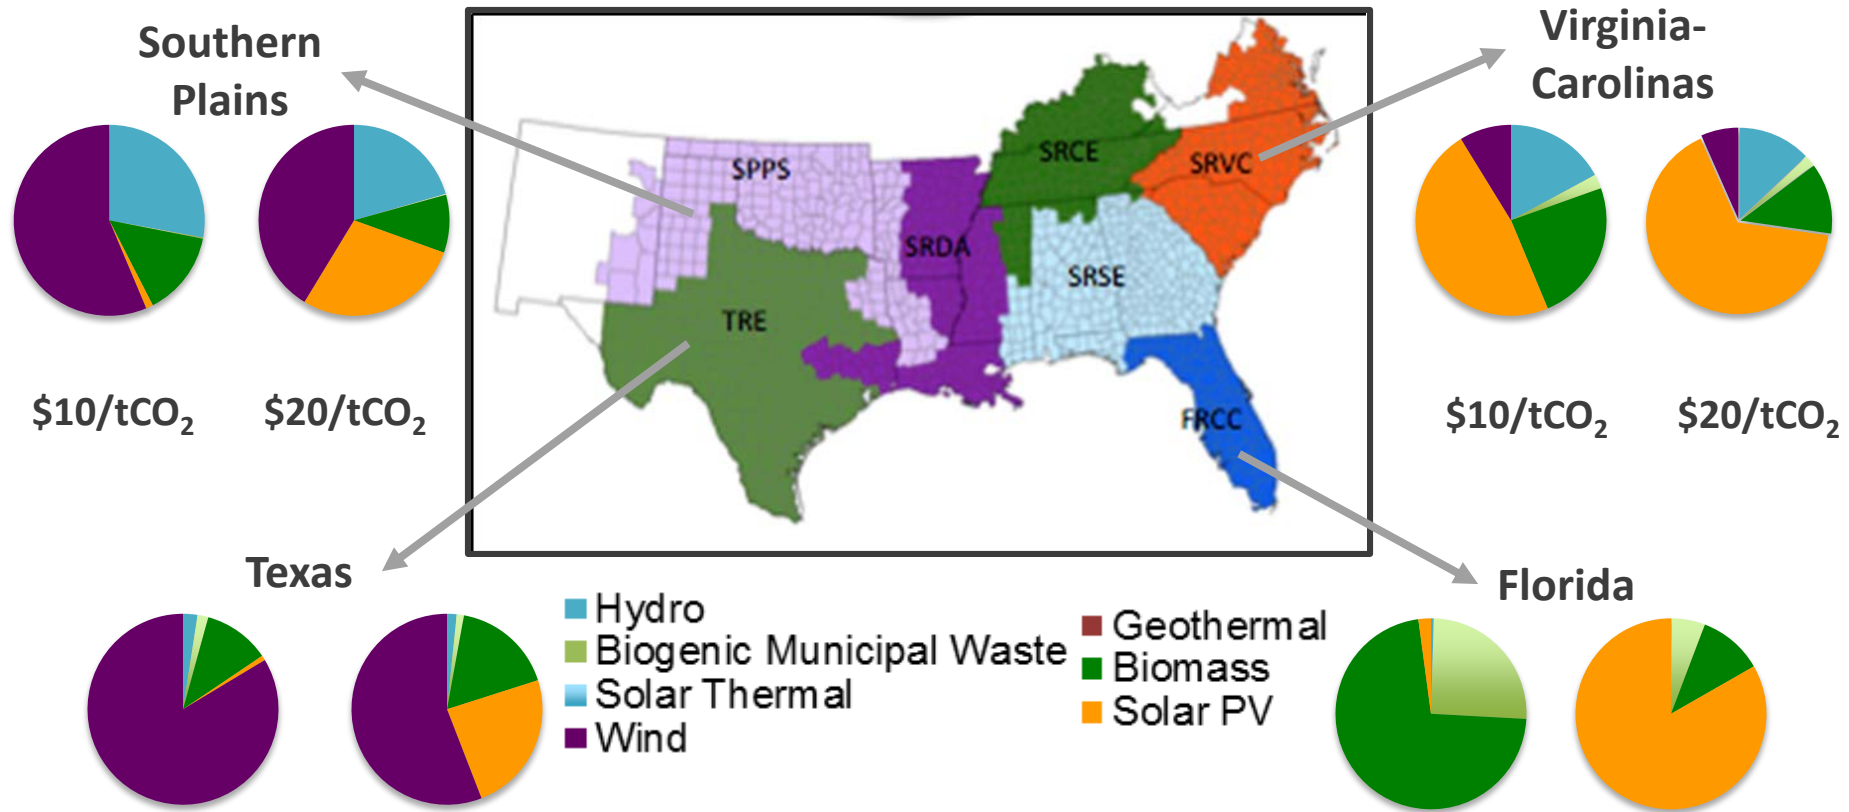 Southern
Plains
Virginia-
Carolinas
SPPS
SRCE
SRVC
SRDA
SRSE
TRE
FRCC
$10/tCO₂
$20/tCO₂
$10/tCO₂
$20/tCO₂
Texas
Florida
Hydro
Biogenic Municipal Waste
Solar Thermal
Wind
Geothermal
Biomass
Solar PV